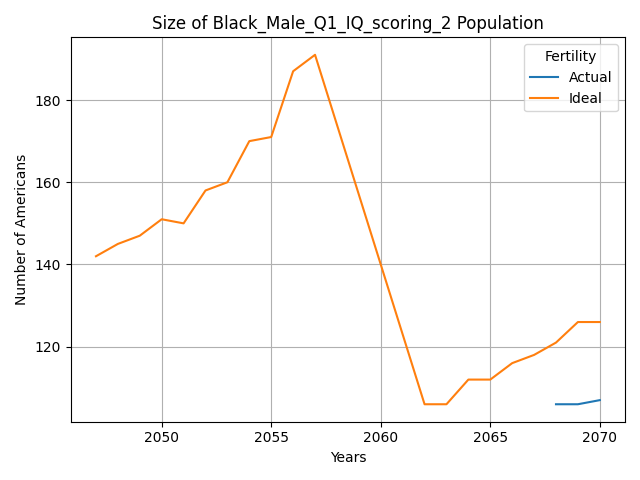 Size of Black_Male_Q1_IQ_scoring_2 Population
Number of Americans
180
160
140
120
Fertility
Actual
Ideal
2050
2055
2060
2065
2070
Years